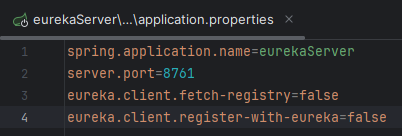 eurekaServer\...\application.properties
1 spring.application.name=eurekaServer
2 server.port=8761
3 eureka.client.fetch-registry=false
4 eureka.client.register-with-eureka=false